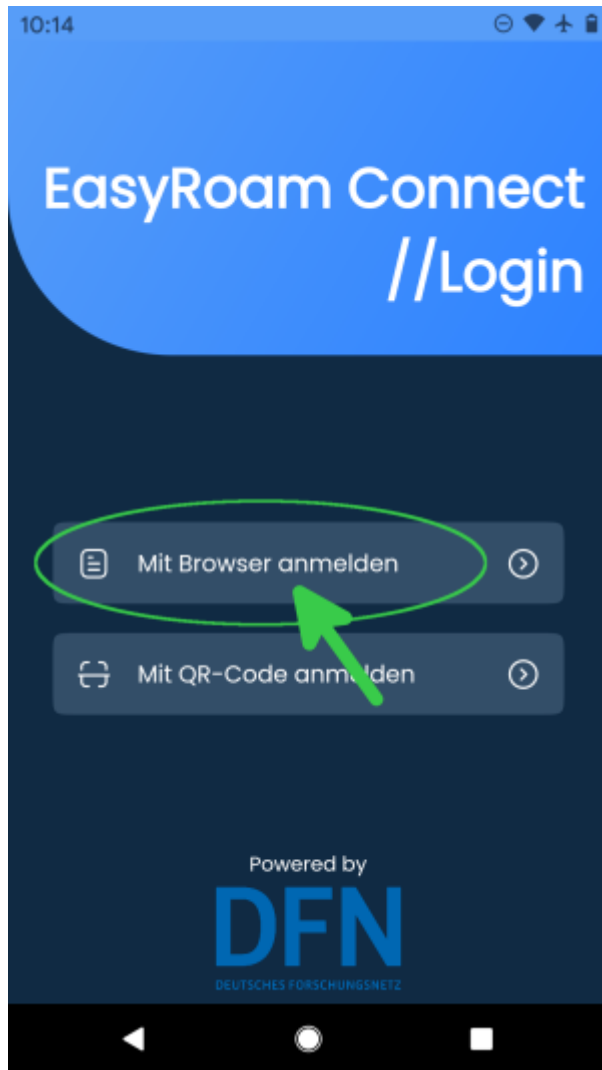 10:14
EasyRoam Connect
//Login
Mit Browser anmelden
Mit QR-Code anmelden
Powered by
DFN
DEUTSCHES FORSCHUNGSNETZ